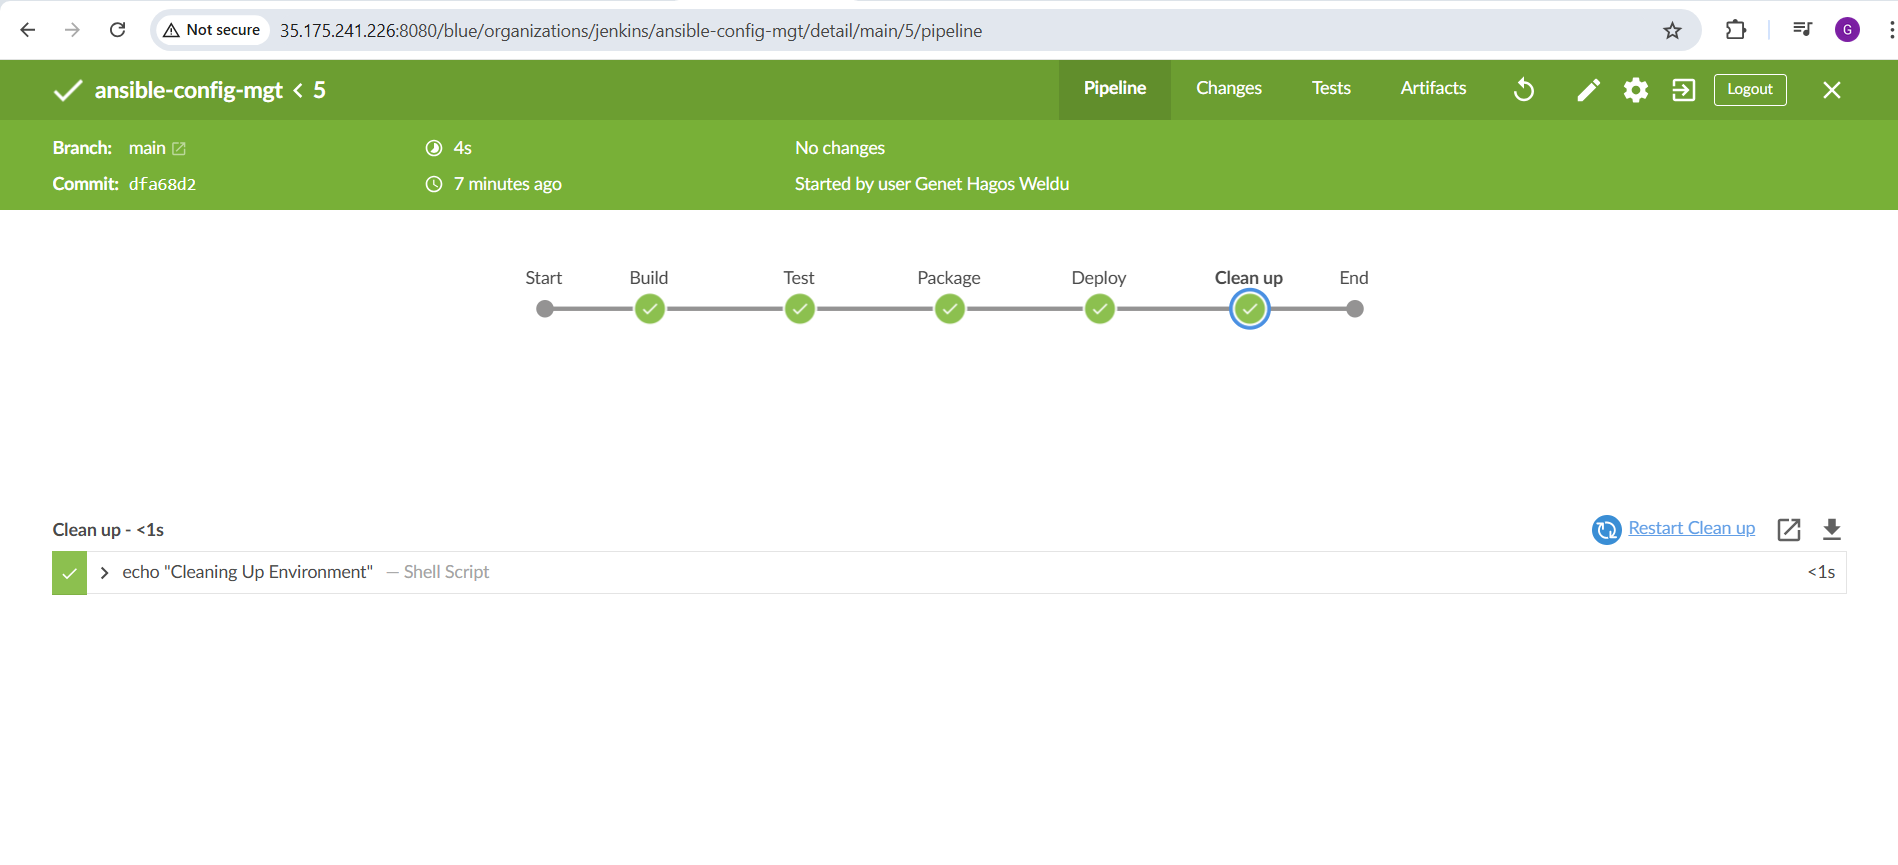 Not secure 35.175.241.226:8080/blue/organizations/jenkins/ansible-config-mgt/detail/main/5/pipeline G
ansible-config-mgt < 5 Pipeline Changes Tests Artifacts Logout
Branch: main 4s No changes
Commit: dfa68d2 7 minutes ago Started by user Genet Hagos Weldu
Start Build Test Package Deploy Clean up End
Clean up - <1s Restart Clean up
echo "Cleaning Up Environment" — Shell Script <1s